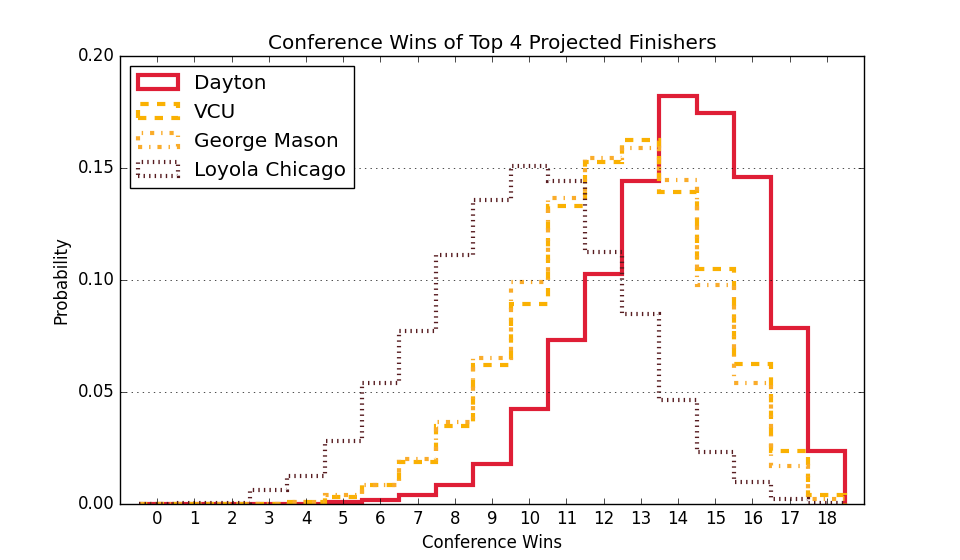 Conference Wins of Top 4 Projected Finishers
0.20
Dayton
VCU
George Mason
Loyola Chicago
0.15
0.10
0.05
0.00
Probability
0 1 2 3 4 5 6 7 8 9 10 11 12 13 14 15 16 17 18
Conference Wins